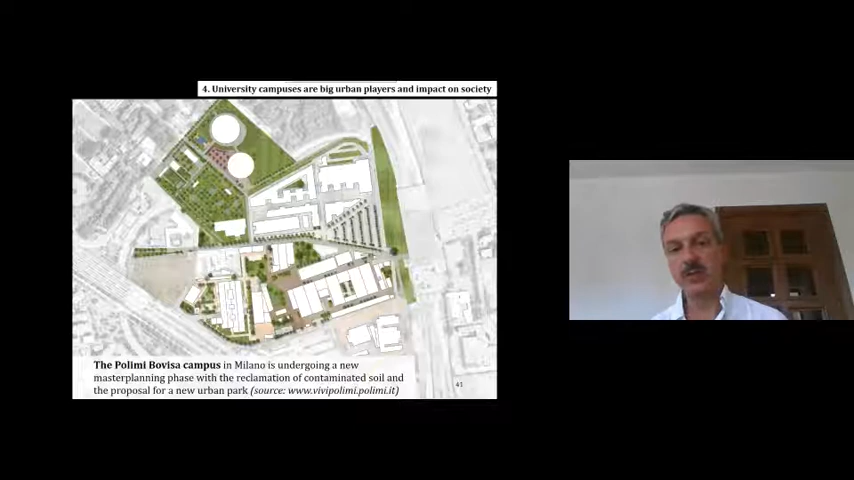 4. University campuses are big urban players and impact on society
The Polimi Bovisa campus in Milano is undergoing a new
masterplanning phase with the reclamation of contaminated soil and
the proposal for a new urban park (source: www.vivipolimi.polimi.it)